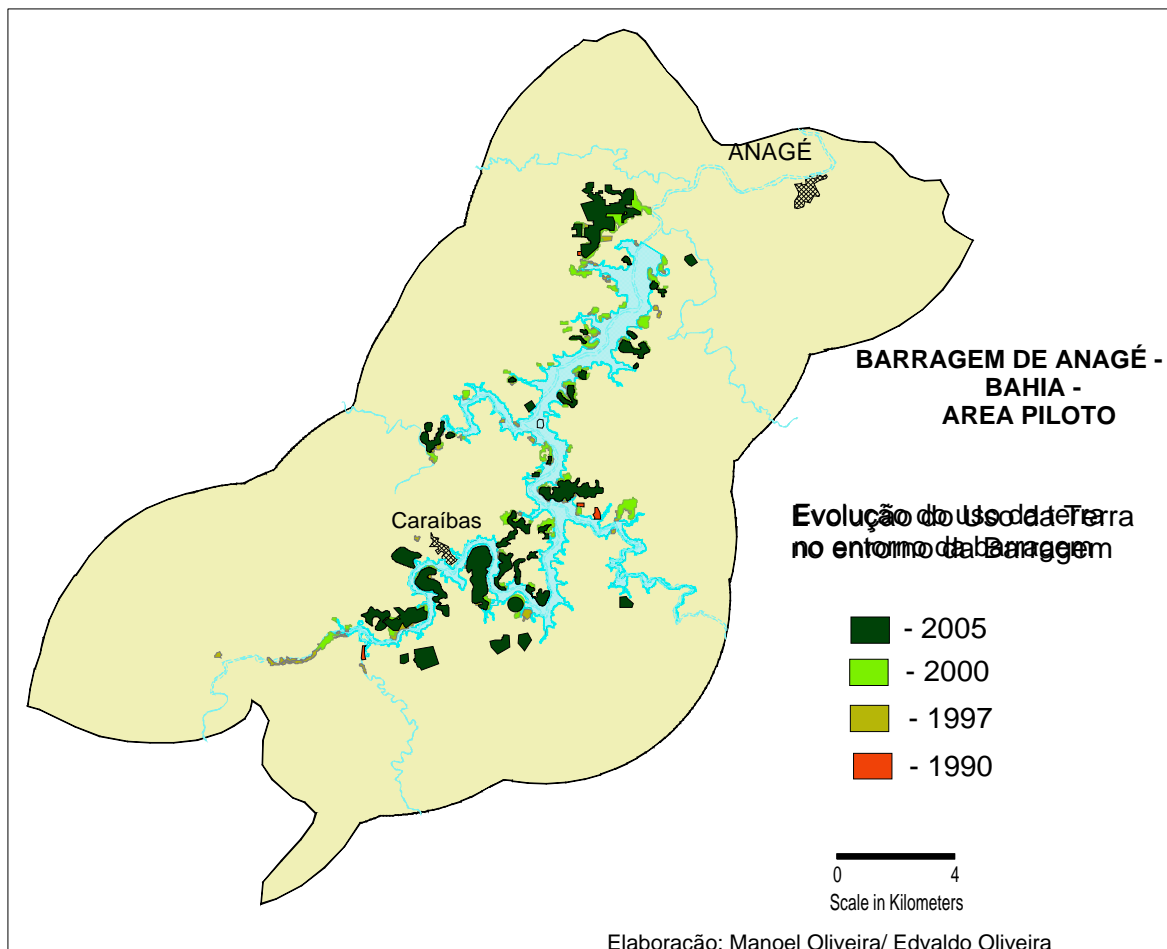 ANAGÉ
BARRAGEM DE ANAGÉ -
BAHIA -
AREA PILOTO
Caraíbas
Evolução do Uso da Terra
no entorno da Barragem
- 2005
- 2000
- 1997
- 1990
0 4
Scale in Kilometers
Elaboração: Manoel Oliveira/ Edvaldo Oliveira